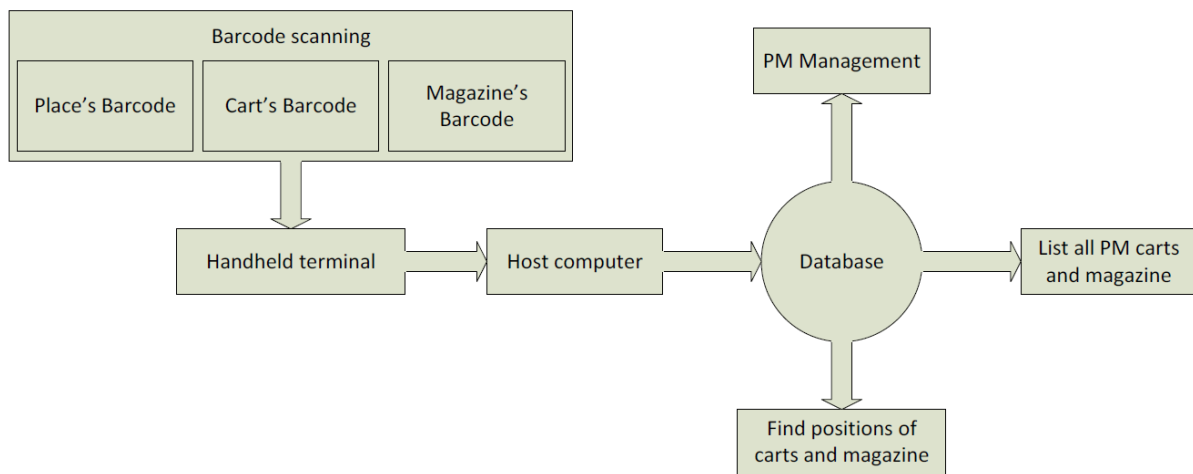 Barcode scanning
Place’s Barcode
Cart’s Barcode
Magazine’s
Barcode
PM Management
Handheld terminal
Host computer
Database
List all PM carts
and magazine
Find positions of
carts and magazine